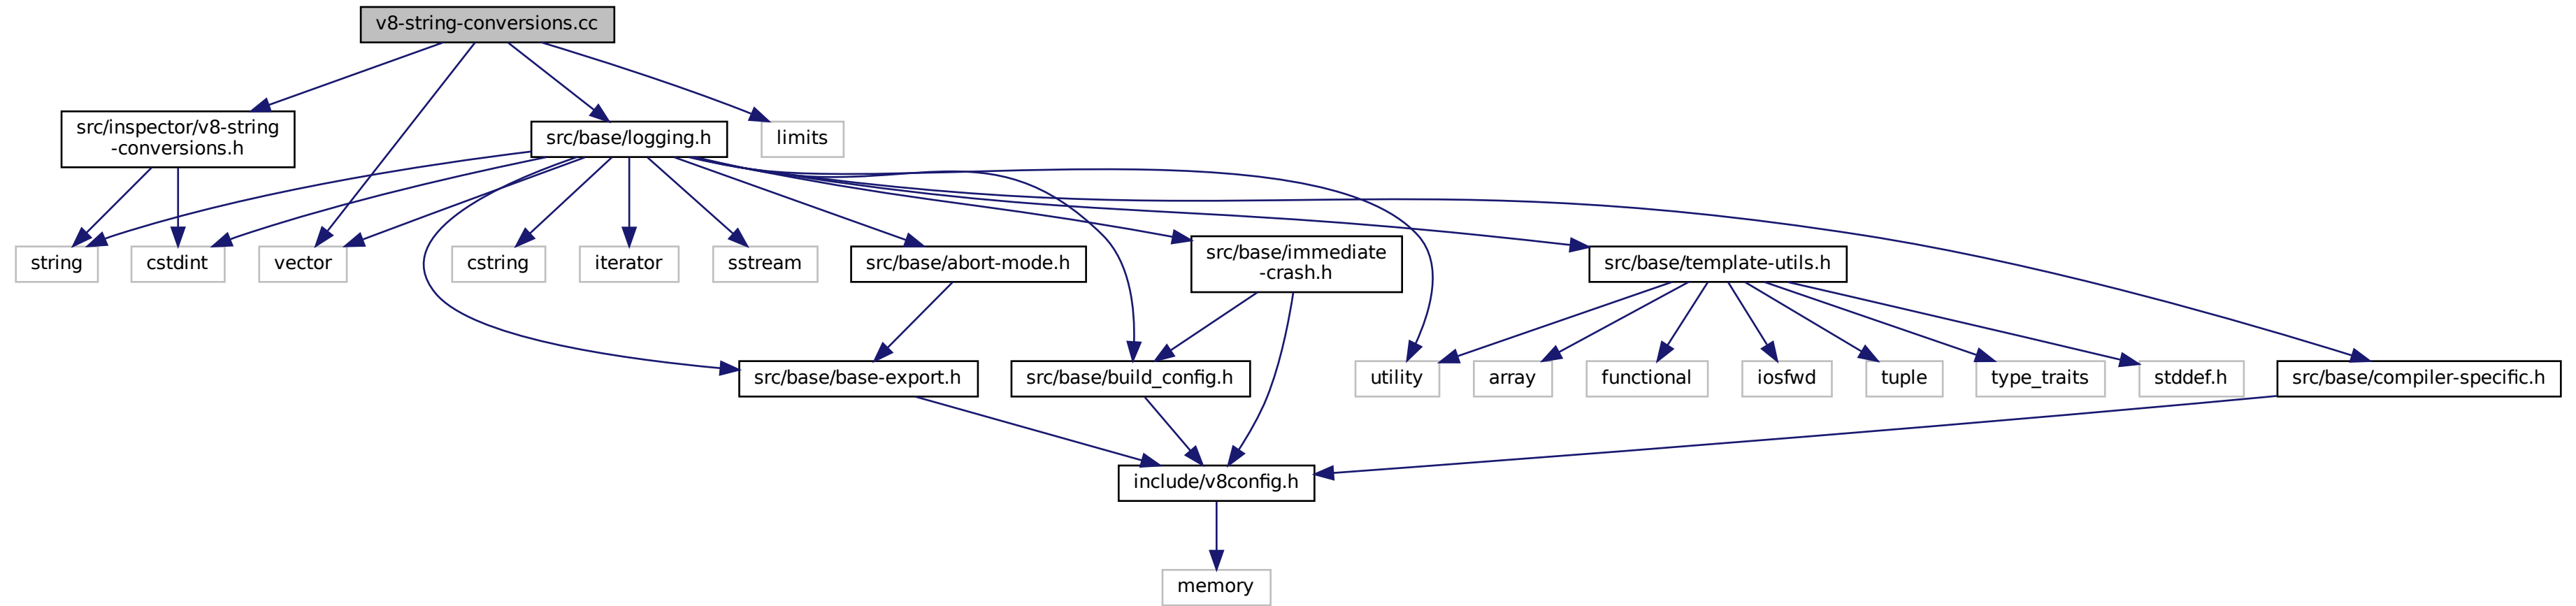 v8-string-conversions.cc
src/inspector/v8-string
-conversions.h
src/base/logging.h
limits
string
cstdint
vector
cstring
iterator
sstream
src/base/abort-mode.h
src/base/immediate
-crash.h
src/base/template-utils.h
src/base/base-export.h
src/base/build_config.h
utility
array
functional
iosfwd
tuple
type_traits
stddef.h
src/base/compiler-specific.h
include/v8config.h
memory